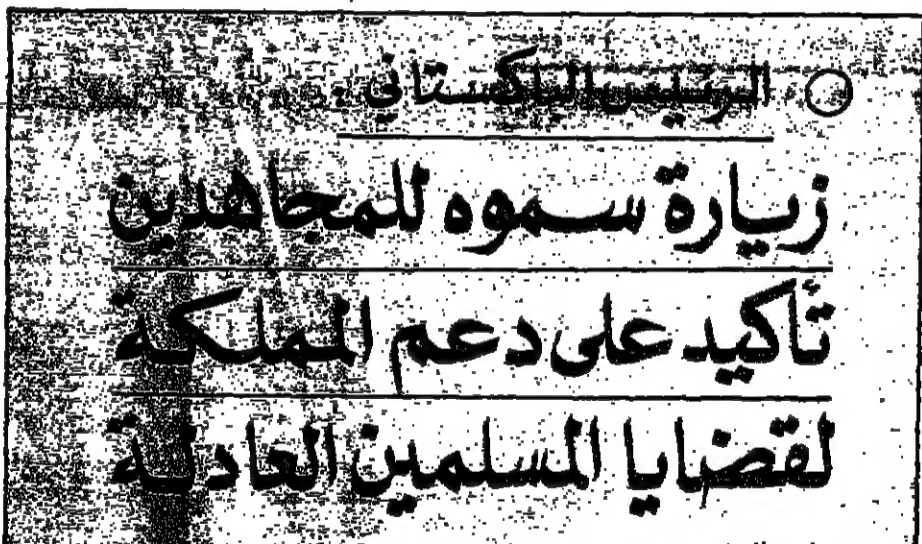 الرئيس الباكستاني
زيارة سموه للمجاهدين
تأكيد على دعم المملكة
لقضايا المسلمين العادلة